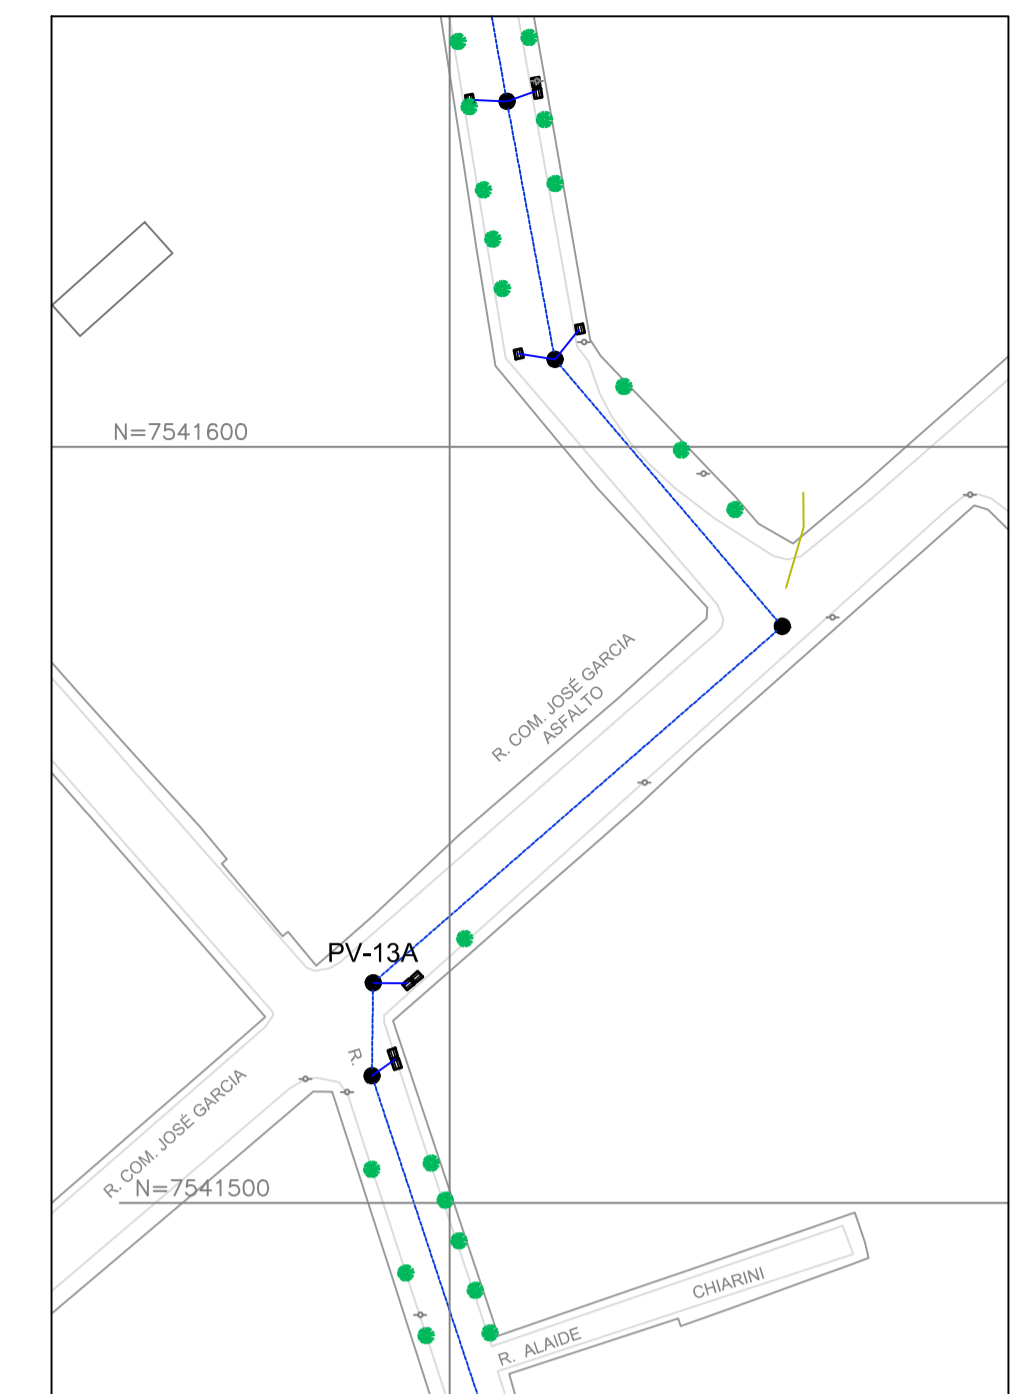 N=7541600
R. COM. JOSÉ GARCIA
ASFALTO
PV-13A
R.
R. COM. JOSÉ GARCIA
N=7541500
CHIARINI
R. ALAIDE